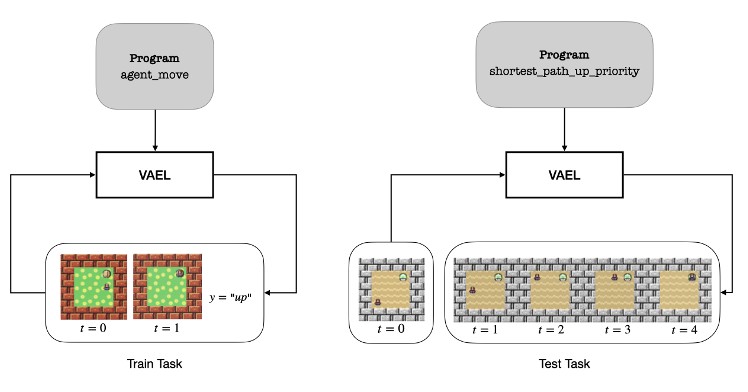 Program
agent_move
VAEL
t = 0
t = 1
y = "up"
Train Task
Program
shortest_path_up_priority
VAEL
t = 0
t = 1
t = 2
t = 3
t = 4
Test Task